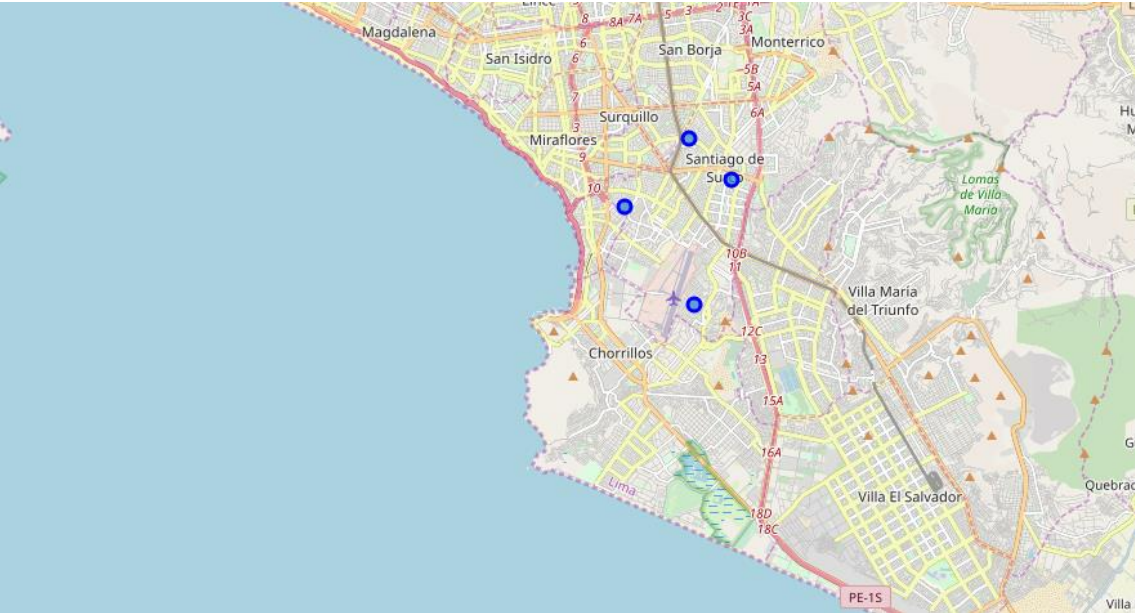 Magdalena
8
8A
7A
5
3
2
3C
3A
6
San Isidro
San Borja
Monterrico
6
5B
5A
7
6A
3
Surquillo
Miraflores
9
Santiago de
Surco
10
Lomas
de Villa
María
10B
11
Villa María
del Triunfo
12C
Chorrillos
13
15A
16A
Lima
Villa El Salvador
18D
18C
PE-1S
Villa